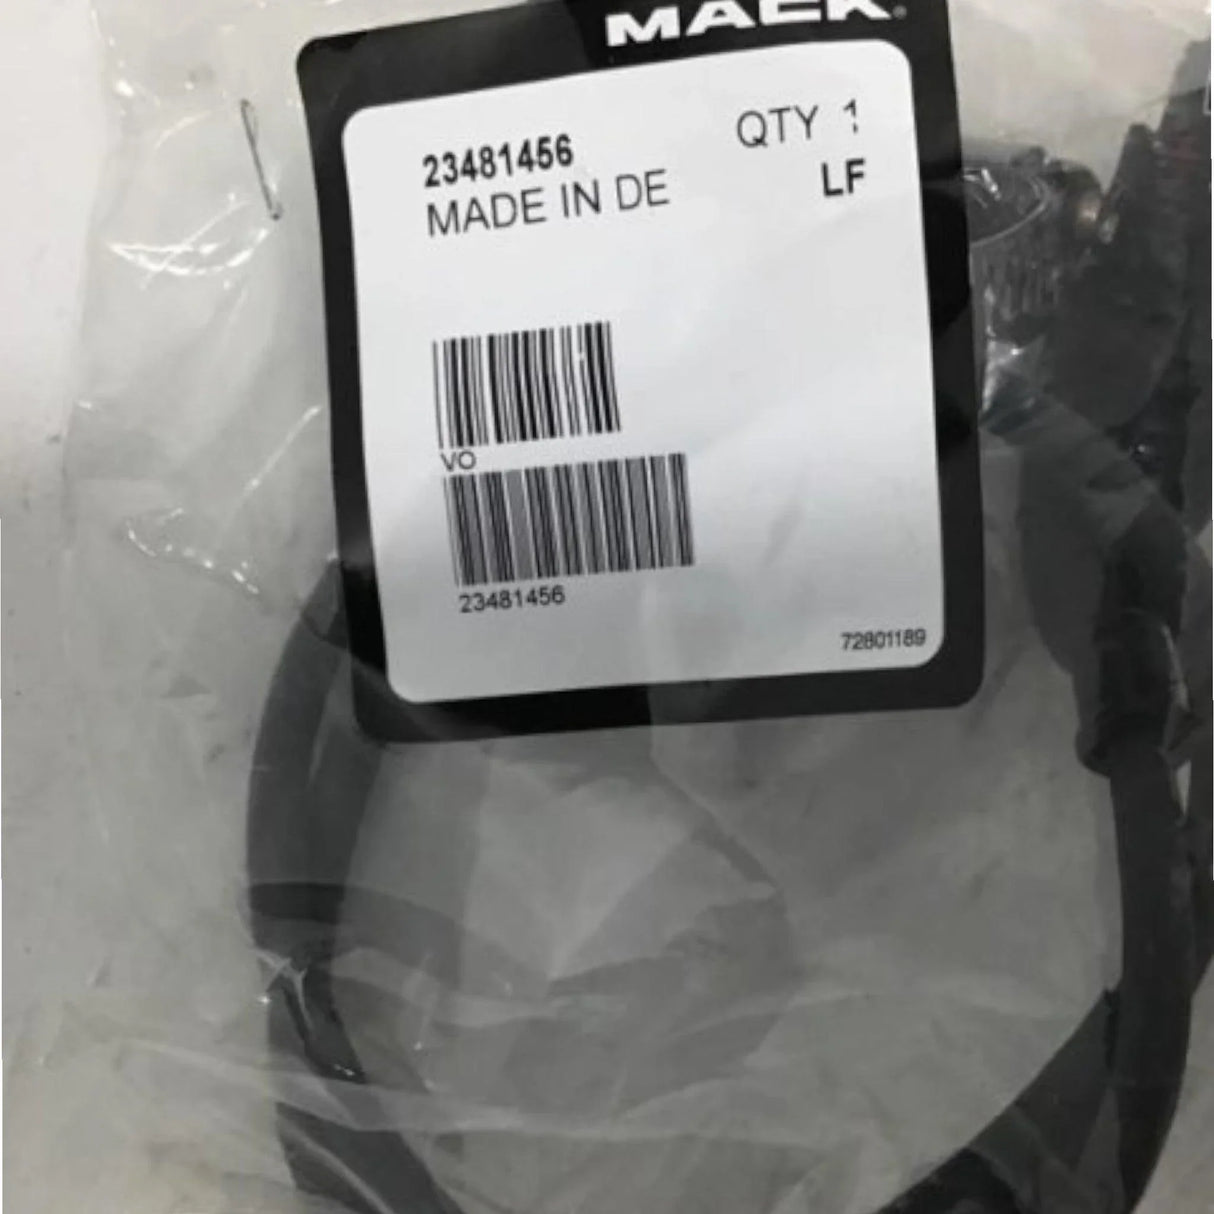 MACK
23481456 QTY 1
MADE IN DE LF
VO
23481456
72801189